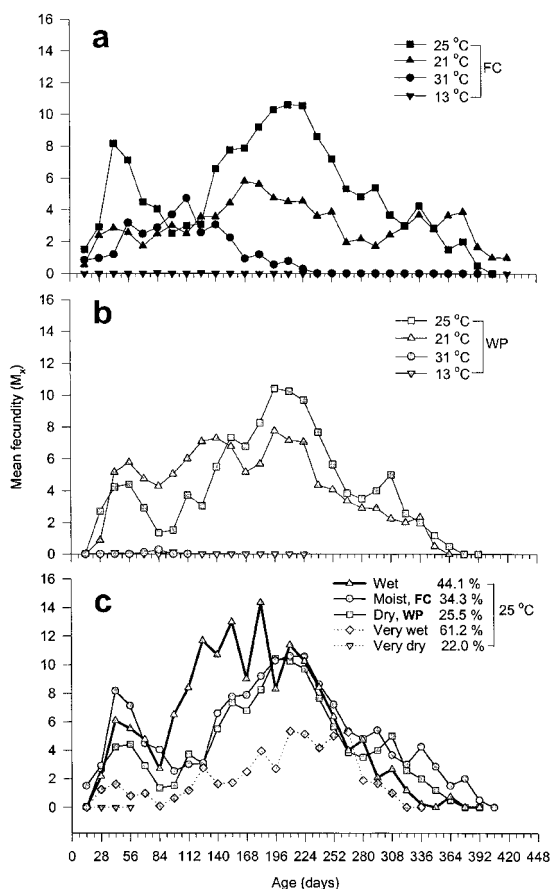 a
16
14
12
10
8
6
4
2
0
25 °C
21 °C
31 °C
13 °C
FC
b
16
14
12
10
8
6
4
2
0
25 °C
21 °C
31 °C
13 °C
WP
Mean fecundity (Mx)
c
16
14
12
10
8
6
4
2
0
Wet 44.1 %
Moist, FC 34.3 %
Dry, WP 25.5 %
Very wet 61.2 %
Very dry 22.0 %
25 °C
0 28 56 84 112 140 168 196 224 252 280 308 336 364 392 420 448
Age (days)